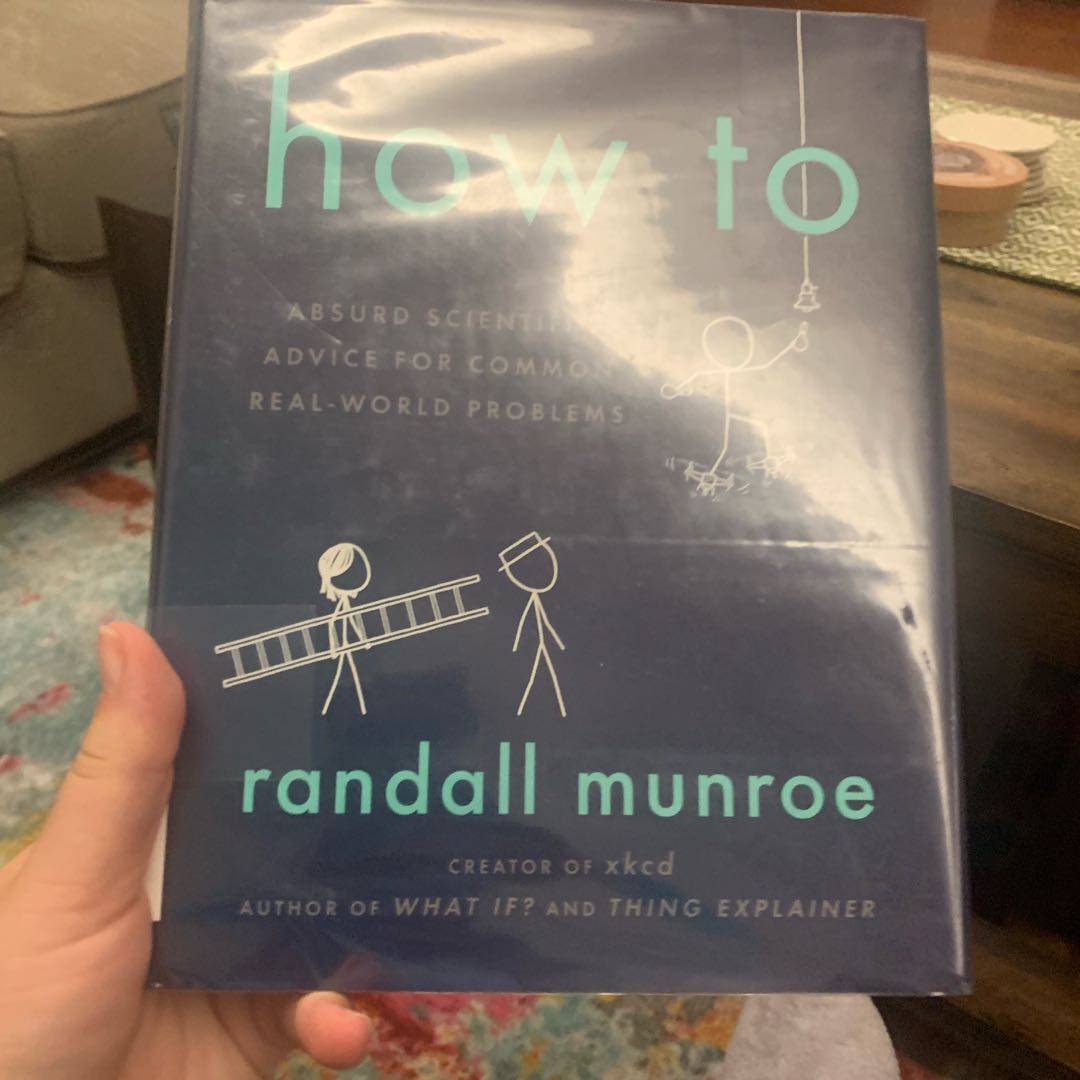 how to
ABSURD SCIENTIFIC
ADVICE FOR COMMON
REAL-WORLD PROBLEMS
randall munroe
CREATOR OF xkcd
AUTHOR OF WHAT IF? AND THING EXPLAINER